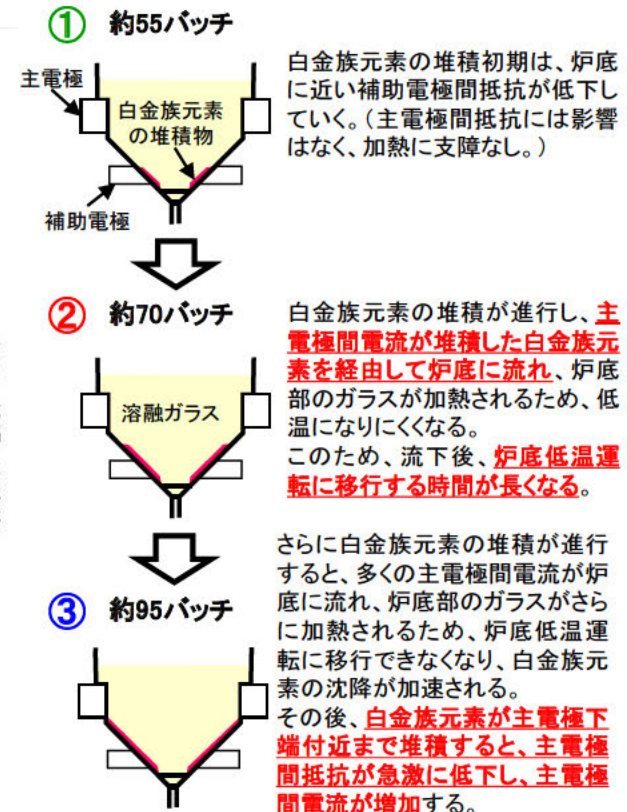 ① 約55バッチ
主電極
白金族元素
の堆積物
補助電極
白金族元素の堆積初期は、炉底
に近い補助電極間抵抗が低下し
ていく。（主電極間抵抗には影響
はなく、加熱に支障なし。）
② 約70バッチ
溶融ガラス
白金族元素の堆積が進行し、主
電極間電流が堆積した白金族元
素を経由して炉底に流れ、炉底
部のガラスが加熱されるため、低
温になりにくくなる。
このため、流下後、炉底低温運
転に移行する時間が長くなる。
③ 約95バッチ
さらに白金族元素の堆積が進行
すると、多くの主電極間電流が炉
底に流れ、炉底部のガラスがさら
に加熱されるため、炉底低温運
転に移行できなくなり、白金族元
素の沈降が加速される。
その後、白金族元素が主電極下
端付近まで堆積すると、主電極
間抵抗が急激に低下し、主電極
間電流が増加する。